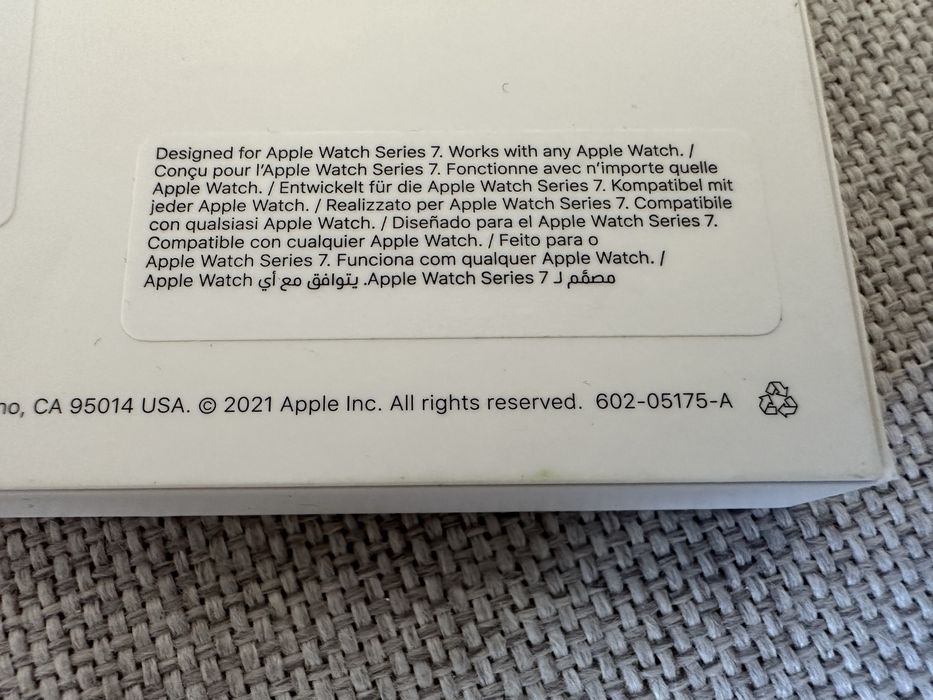 Designed for Apple Watch Series 7. Works with any Apple Watch. /
Conçu pour l’Apple Watch Series 7. Fonctionne avec n’importe quelle
Apple Watch. / Entwickelt für die Apple Watch Series 7. Kompatibel mit
jeder Apple Watch. / Realizzato per Apple Watch Series 7. Compatibile
con qualsiasi Apple Watch. / Diseñado para el Apple Watch Series 7.
Compatible con cualquier Apple Watch. / Feito para o
Apple Watch Series 7. Funciona com qualquer Apple Watch. /
مصمّم لـ Apple Watch Series 7. يتوافق مع أي Apple Watch
no, CA 95014 USA. © 2021 Apple Inc. All rights reserved. 602-05175-A